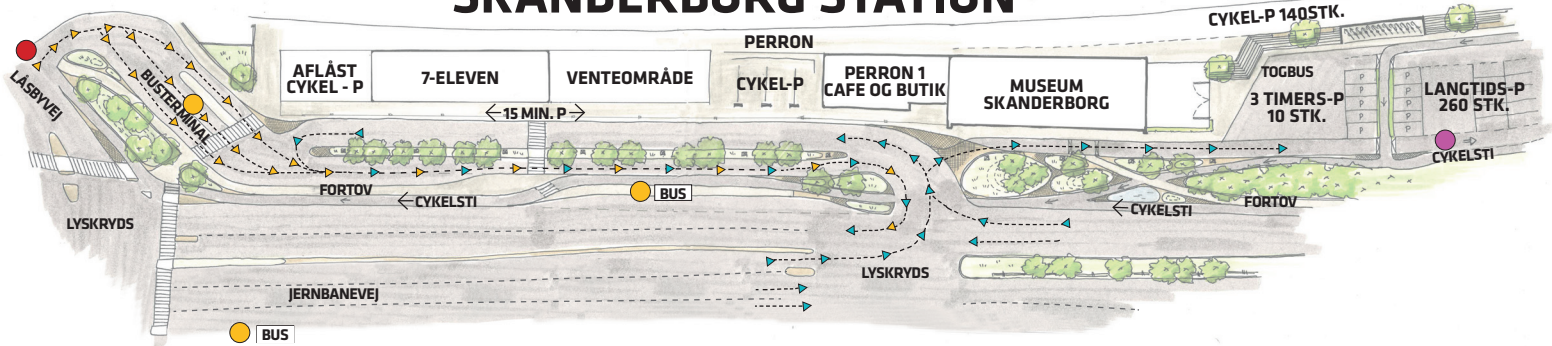 SKANDERBORG STATION
CYKEL-P 140STK.
PERRON
AFLÅST
CYKEL - P
7-ELEVEN
VENTEOMRÅDE
CYKEL-P
PERRON 1
CAFE OG BUTIK
MUSEUM
SKANDERBORG
TOGBUS
3 TIMERS-P
10 STK.
LANGTIDS-P
260 STK.
P
P
P
P
P
P
P
P
P
P
LÅSBYVEJ
BUSTERMINAL
15 MIN. P
CYKELSTI
FORTOV
CYKELSTI
BUS
CYKELSTI
FORTOV
LYSKRYDS
LYSKRYDS
JERNBANEVEJ
BUS